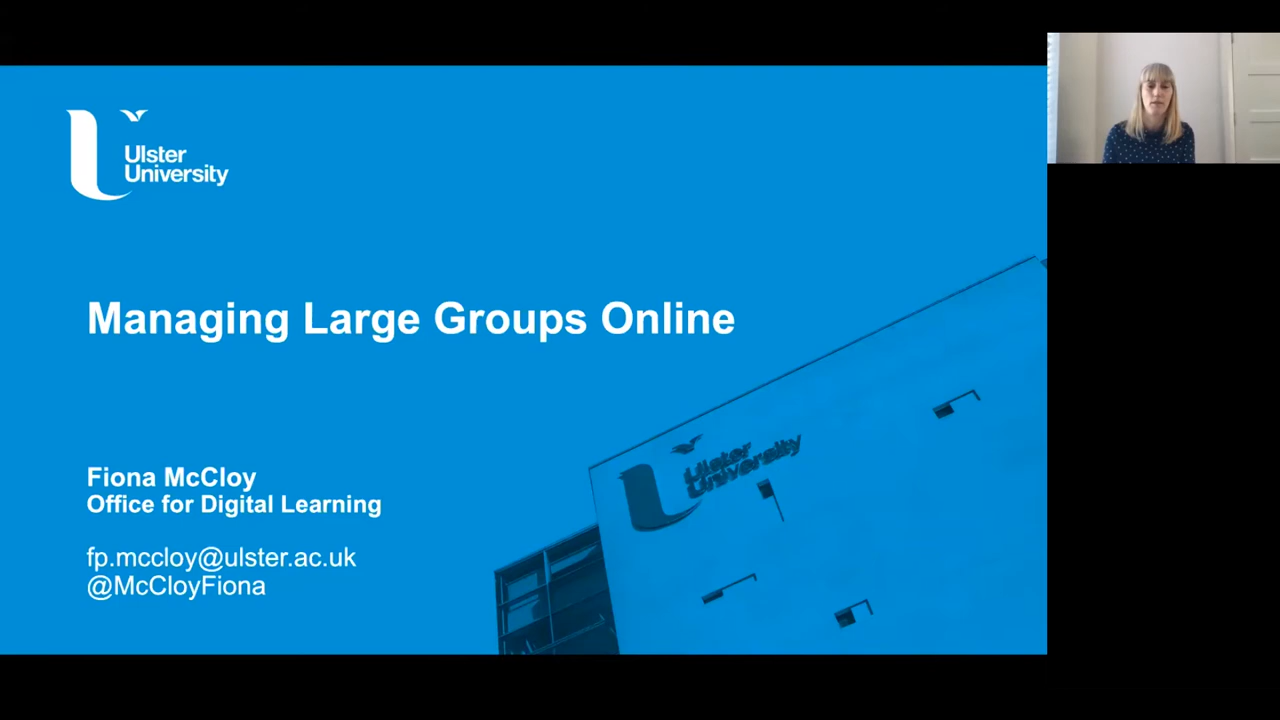 Ulster
University
Managing Large Groups Online
Ulster
University
Fiona McCloy
Office for Digital Learning
fp.mccloy@ulster.ac.uk
@McCloyFiona